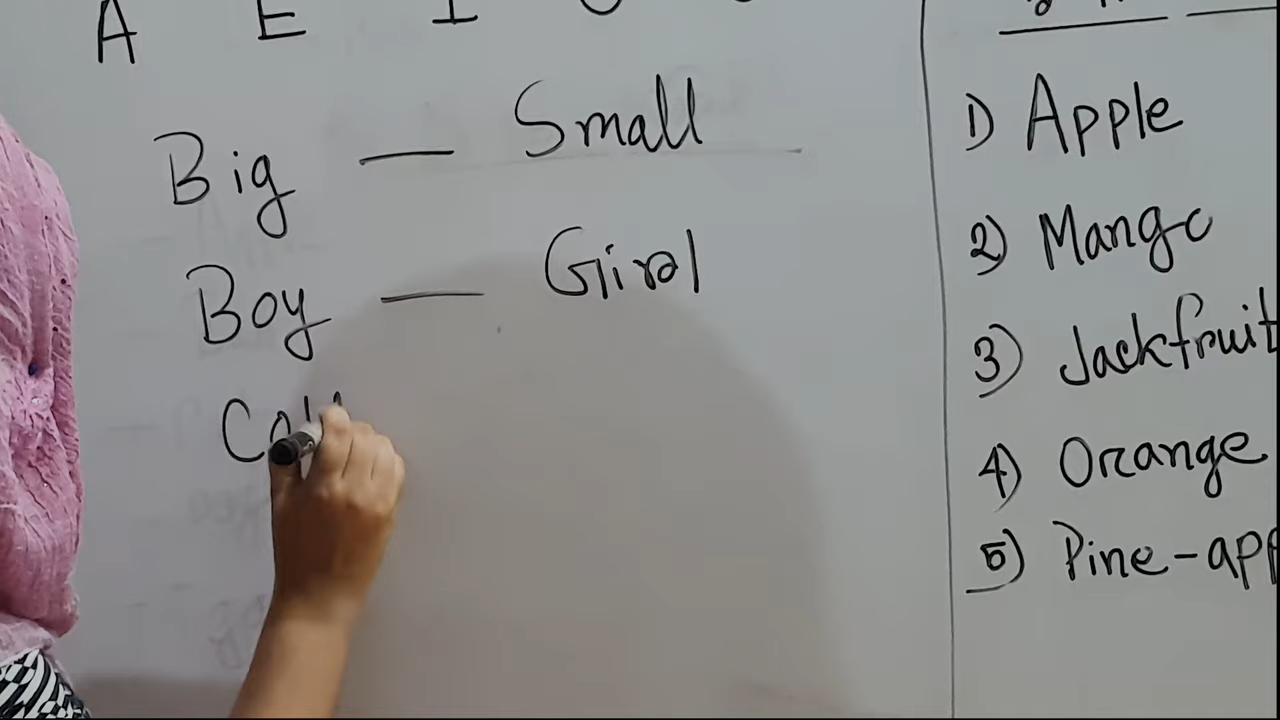 A E I
Big — Small
Boy — Girl
1) Apple
2) Mango
3) Jackfruit
4) Orange
5) Pine-app